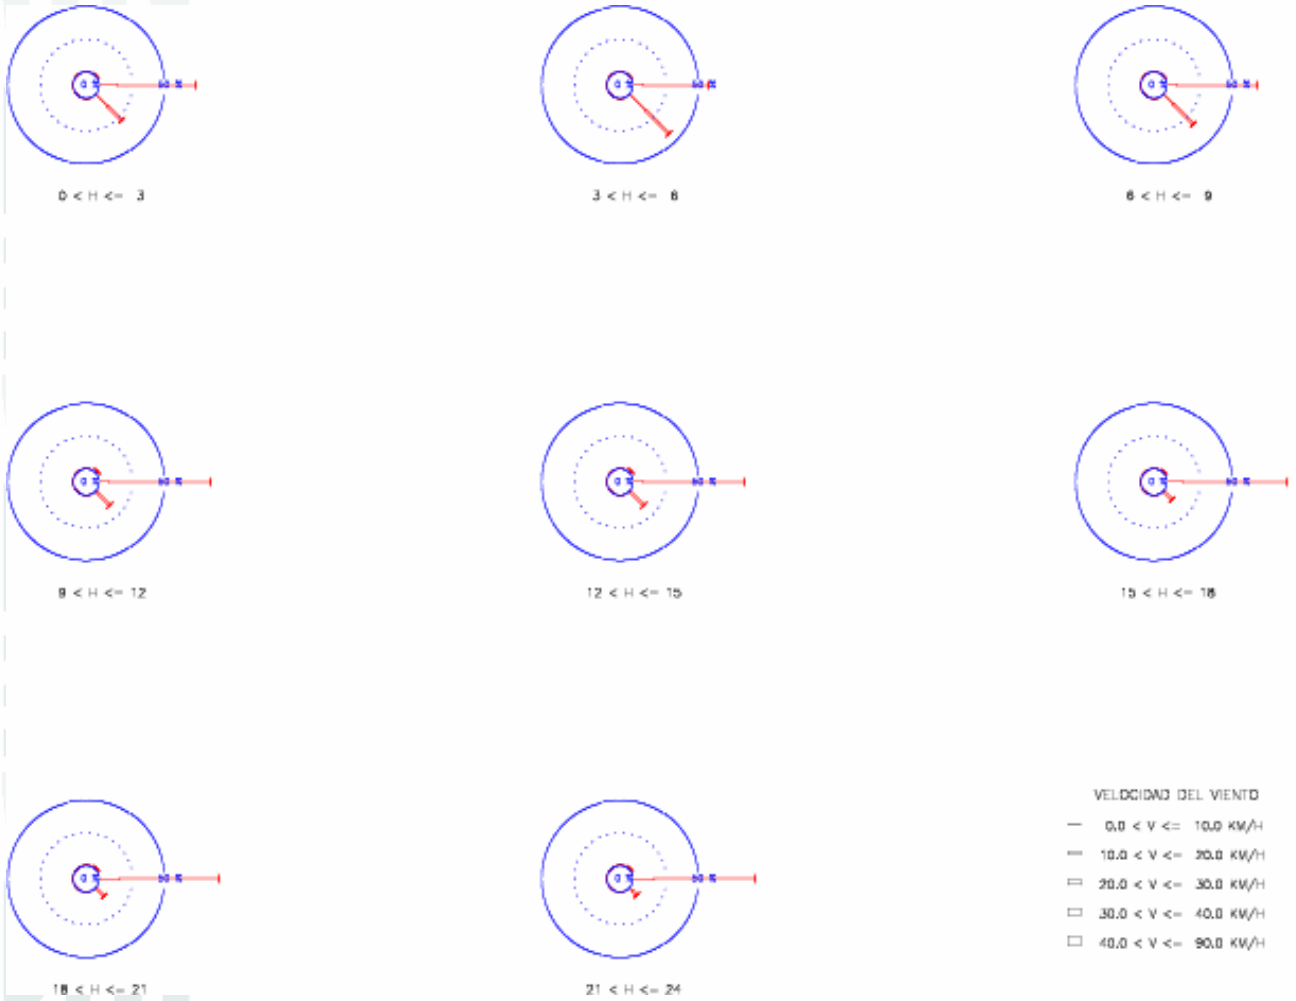 0 < H <= 3
3 < H <= 6
6 < H <= 9
9 < H <= 12
12 < H <= 15
15 < H <= 18
18 < H <= 21
21 < H <= 24
VELOCIDAD DEL VIENTO
0.0 < V <= 10.0 KM/H
10.0 < V <= 20.0 KM/H
20.0 < V <= 30.0 KM/H
30.0 < V <= 40.0 KM/H
40.0 < V <= 90.0 KM/H